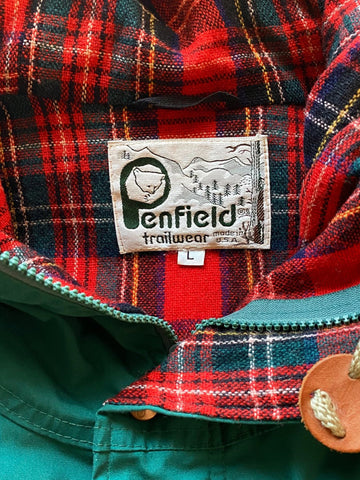 Penfield
trailwear made in
U.S.A.
L